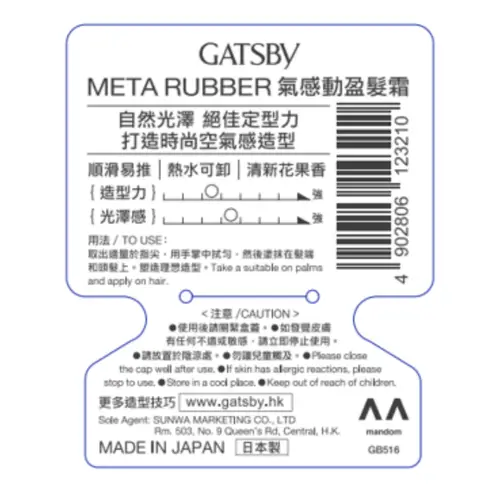 GATSBY
META RUBBER 氣感動盈髮霜
自然光澤 絕佳定型力
打造時尚空氣感造型
順滑易推 | 熱水可卸 | 清新花果香
{ 造型力 } 強
{ 光澤感 } 強
用法 / TO USE:
取出適量於指尖，用手掌中拭勻，然後塗抹在髮端
和頭髮上。塑造理想造型。Take a suitable on palms
and apply on hair.
4 902806 123210
< 注意 /CAUTION >
●使用後請關緊盒蓋。●如發覺皮膚
有任何不適或敏感，請立即停止使用。
●請放置於陰涼處。●勿讓兒童觸及。●Please close
the cap well after use. ●If skin has allergic reactions, please
stop to use. ●Store in a cool place. ●Keep out of reach of children.
更多造型技巧 www.gatsby.hk
Sole Agent: SUNWA MARKETING CO., LTD
Rm. 503, No. 9 Queen's Rd, Central, H.K.
MADE IN JAPAN 日本製
mandom
GB516